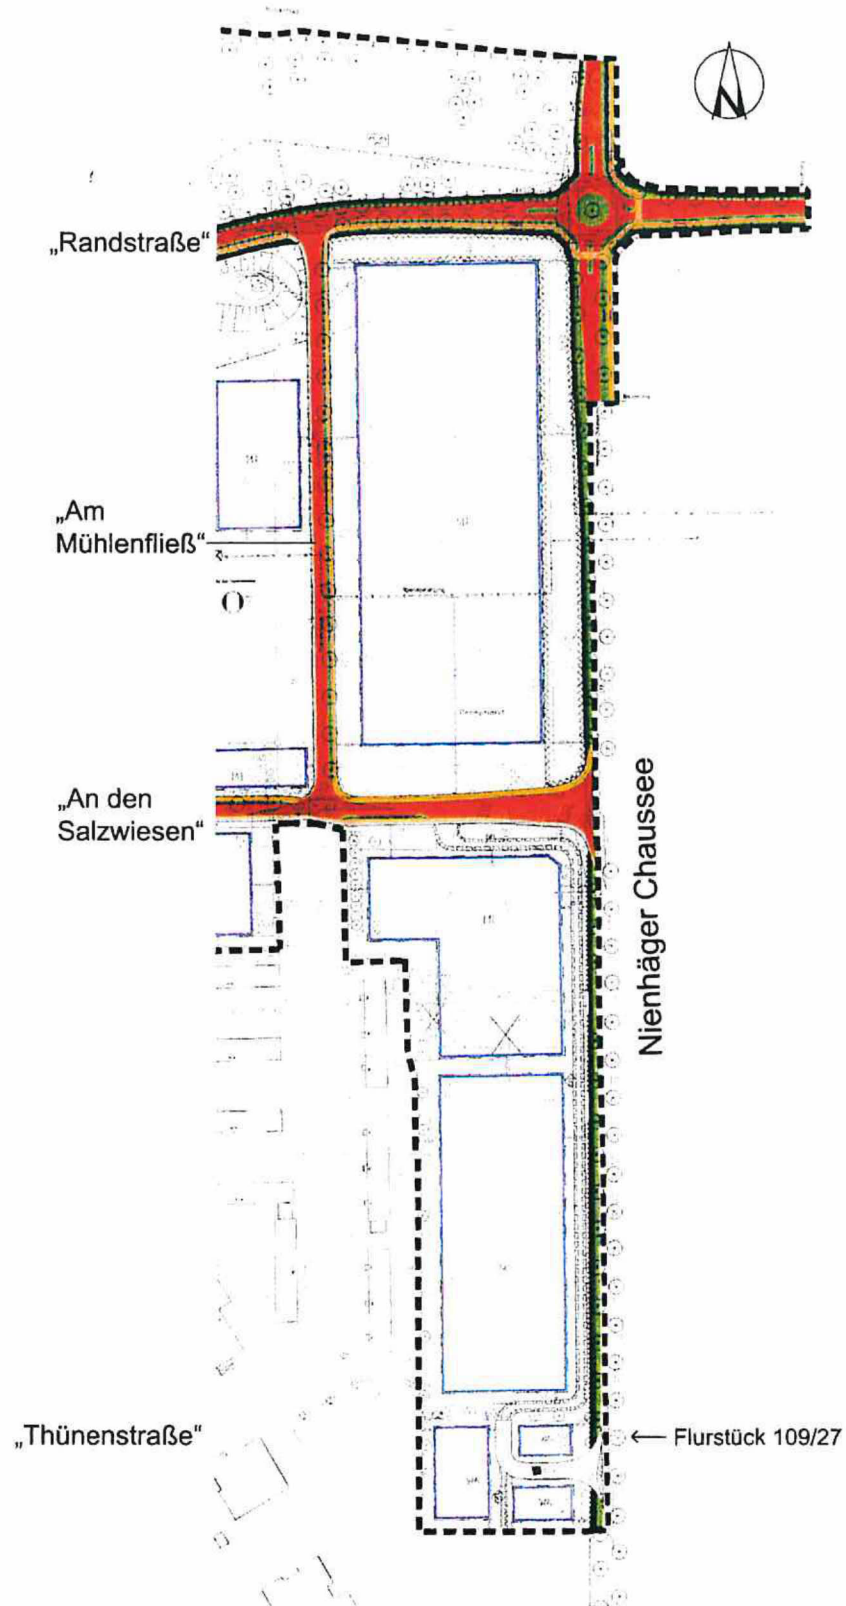 N
„Randstraße“
„Am
Mühlenfließ“
O
„An den
Salzwiesen“
Nienhäger Chaussee
„Thünenstraße“
Flurstück 109/27